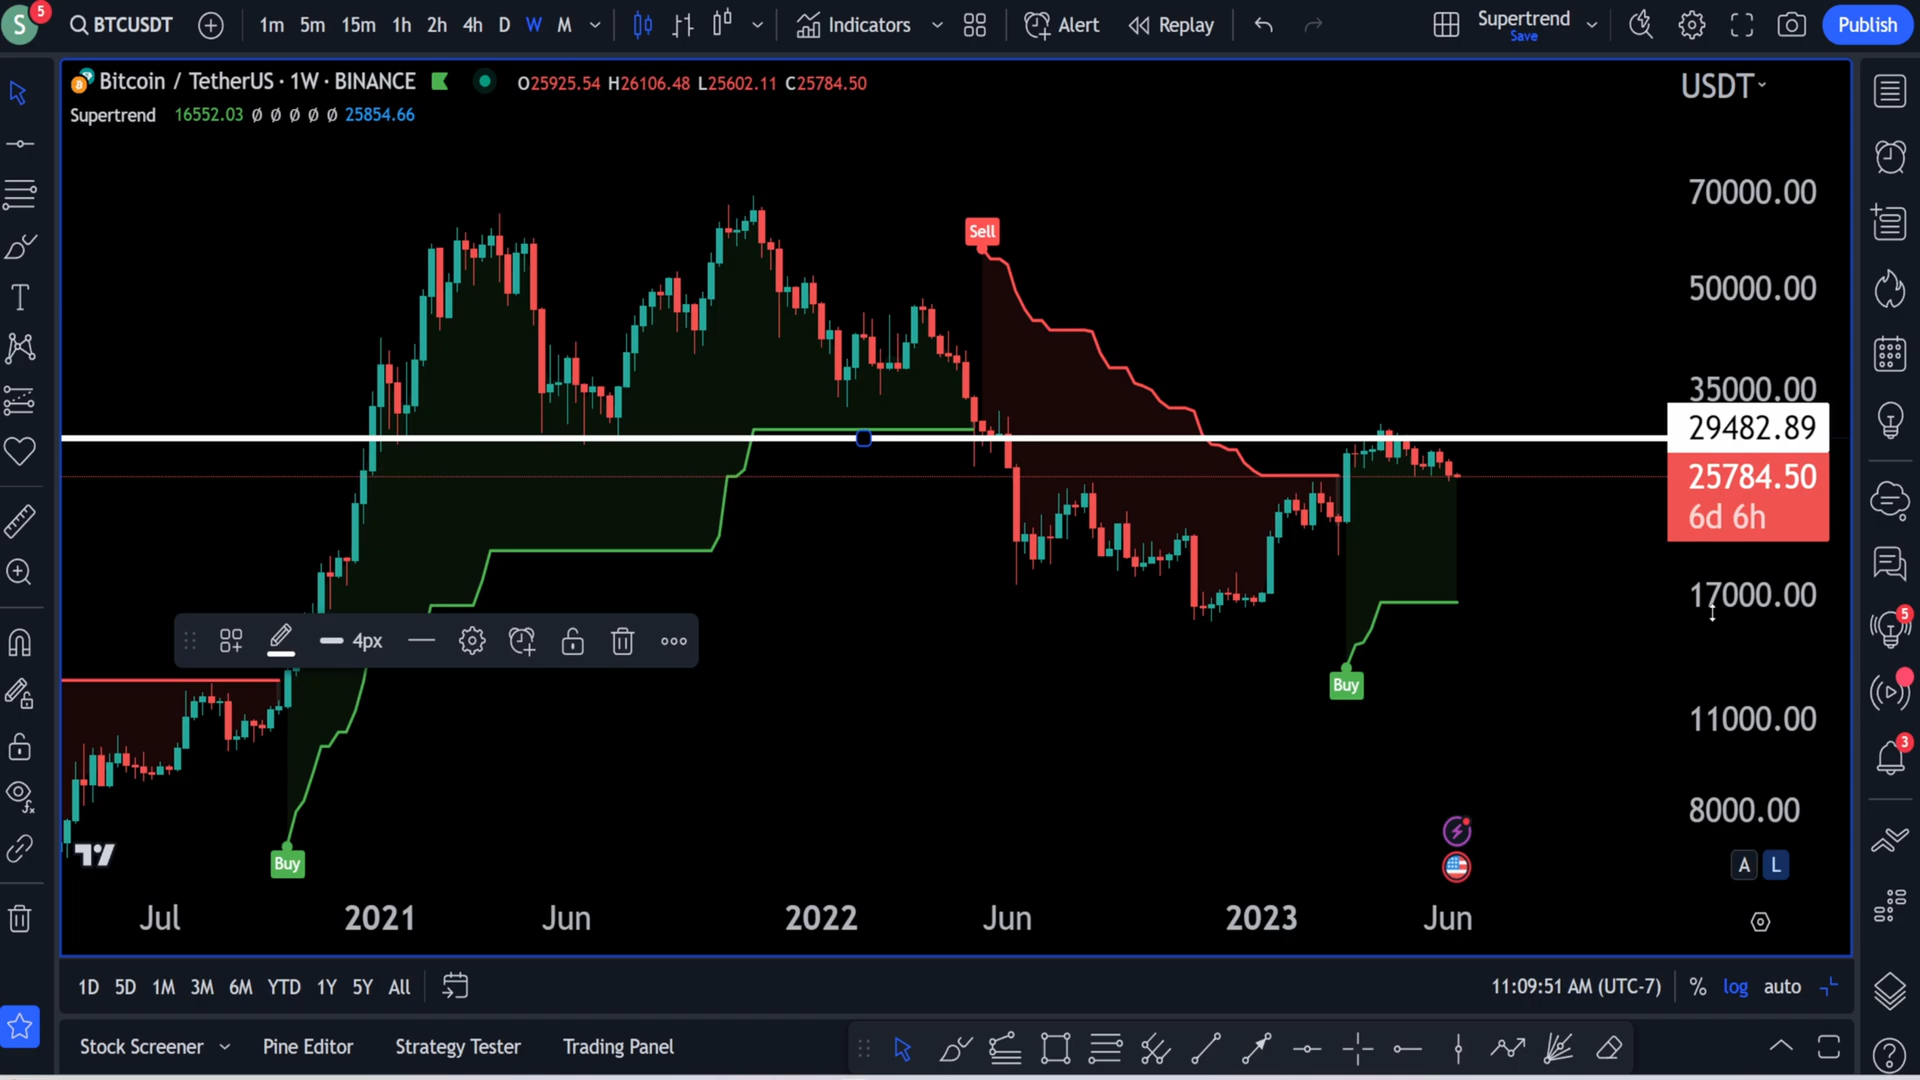 S 5 BTCUSDT 1m 5m 15m 1h 2h 4h D W M Indicators Alert Replay Supertrend Save Publish
Bitcoin / TetherUS · 1W · BINANCE O25925.54 H26106.48 L25602.11 C25784.50 USDT
Supertrend 16552.03 Ø Ø Ø Ø Ø 25854.66
70000.00
Sell
50000.00
35000.00
29482.89
25784.50
6d 6h
17000.00
5
4px
Buy
11000.00
3
8000.00
Buy
A L
Jul 2021 Jun 2022 Jun 2023 Jun
1D 5D 1M 3M 6M YTD 1Y 5Y All 11:09:51 AM (UTC-7) % log auto
Stock Screener Pine Editor Strategy Tester Trading Panel